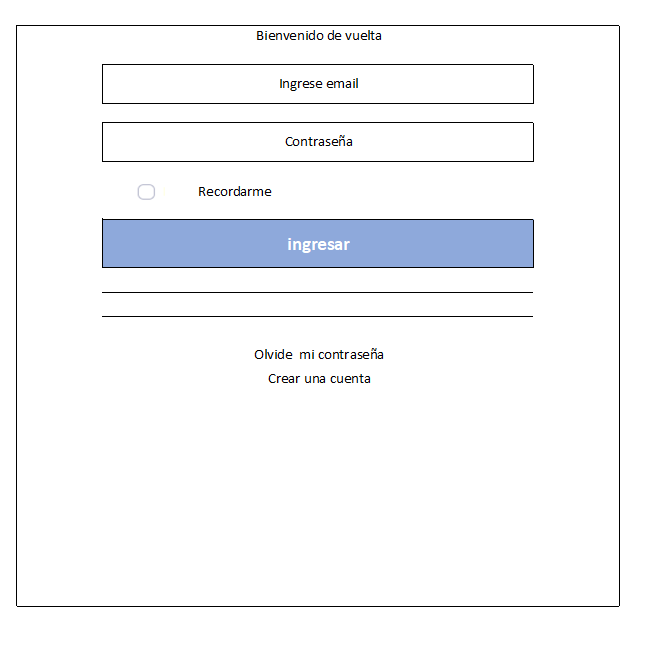 Bienvenido de vuelta
Ingrese email
Contraseña
Recordarme
ingresar
Olvide mi contraseña
Crear una cuenta